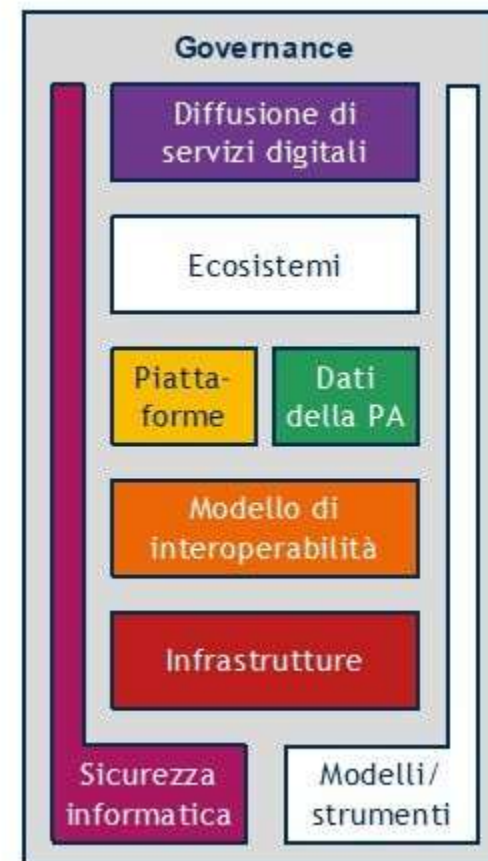 Governance
Diffusione di
servizi digitali
Ecosistemi
Piatta-
forme
Dati
della PA
Modello di
interoperabilità
Infrastrutture
Sicurezza
informatica
Modelli/
strumenti